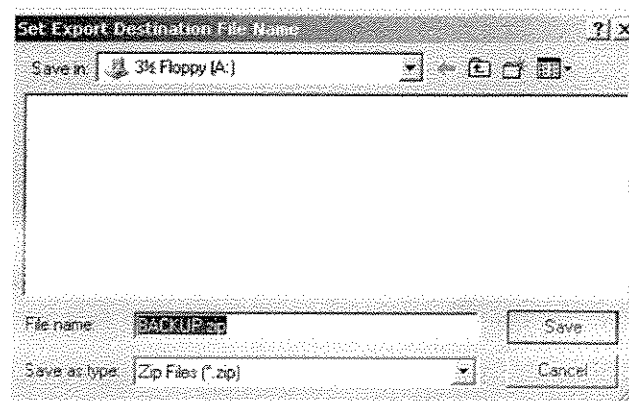 Set Export Destination File Name
Save in: 3½ Floppy (A:)
File name: BACKUP.zip Save
Save as type: Zip Files (*.zip) Cancel